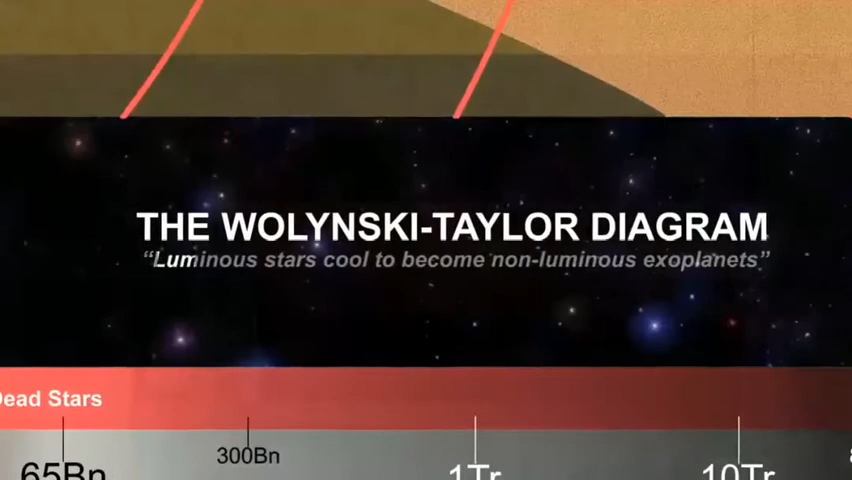 THE WOLYNSKI-TAYLOR DIAGRAM
“Luminous stars cool to become non-luminous exoplanets”
Dead Stars
300Bn
65Bn
1Tr
10Tr